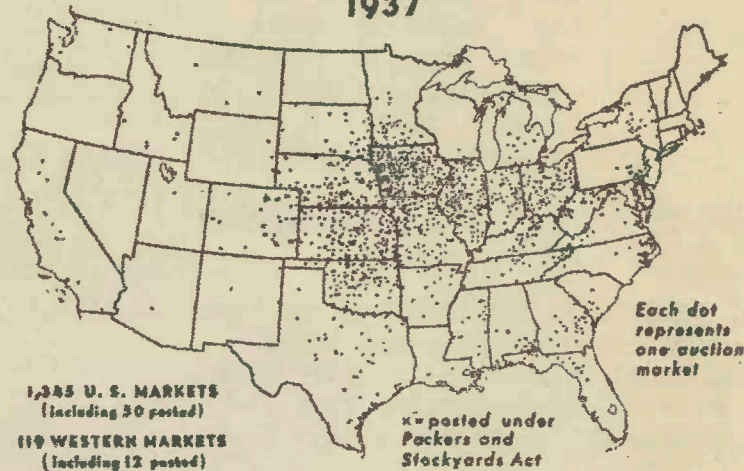 1937
Each dot
represents
one auction
market
1,345 U. S. MARKETS
(including 50 posted)
119 WESTERN MARKETS
(including 12 posted)
x= posted under
Packers and
Stockyards Act